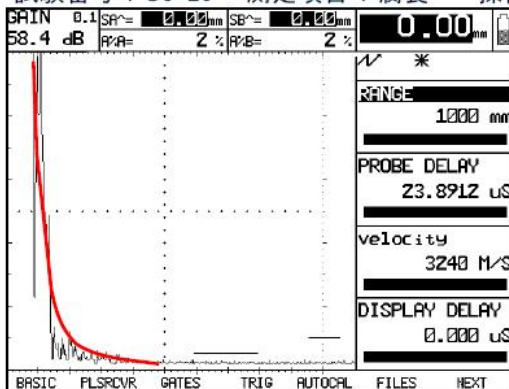 GAIN 0.1 SA^= 0.00mm SB^= 0.00mm 0.00mm
58.4 dB A%A= 2 % A%B= 2 %
RANGE
1000 mm
PROBE DELAY
23.8912 uS
velocity
3240 M/S
DISPLAY DELAY
0.000 uS
BASIC PLSRCVR GATES TRIG AUTOCAL FILES NEXT